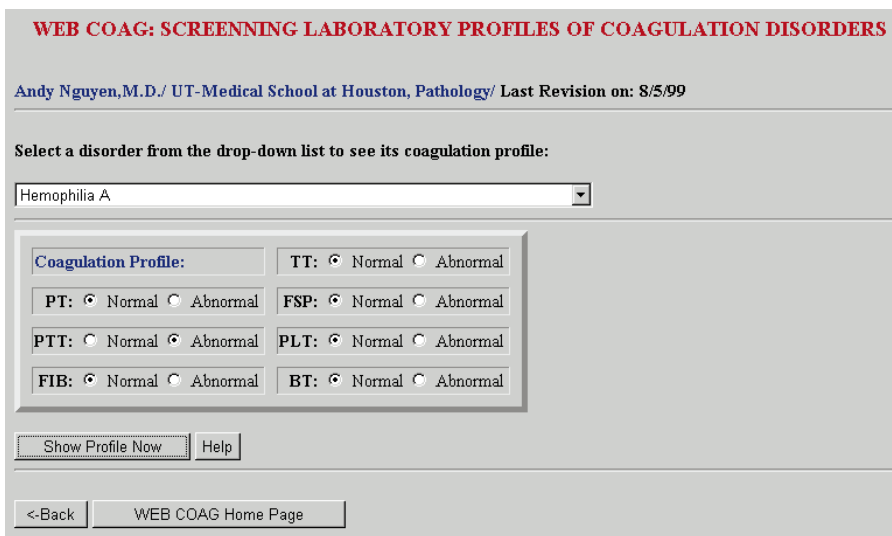 WEB COAG: SCREENNING LABORATORY PROFILES OF COAGULATION DISORDERS
Andy Nguyen,M.D./ UT-Medical School at Houston, Pathology/ Last Revision on: 8/5/99
Select a disorder from the drop-down list to see its coagulation profile:
Hemophilia A
Coagulation Profile: TT: Normal Abnormal
PT: Normal Abnormal FSP: Normal Abnormal
PTT: Normal Abnormal PLT: Normal Abnormal
FIB: Normal Abnormal BT: Normal Abnormal
Show Profile Now Help
<-Back WEB COAG Home Page